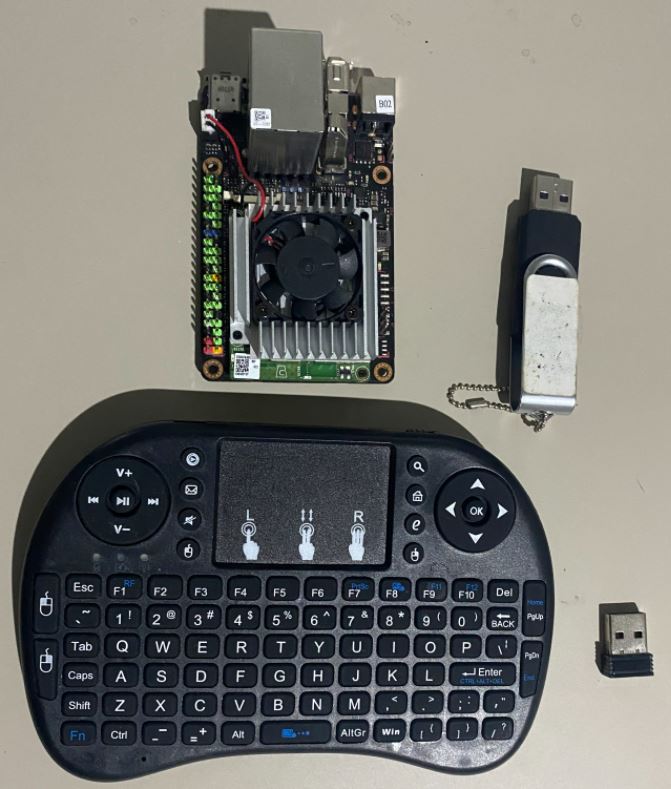 B02
V+
OK
V−
L
R
Esc
F1 RF
F2
F3
F4
F5
F6
F7 PrtSc
F8
F9 F11
F10 F12
Del
Home
PgUp
` ~
1 !
2 @
3 #
4 $
5 %
6 ^
7 &
8 *
9 (
0 )
BACK
Tab
Q
W
E
R
T
Y
U
I
O
P
\ |
PgDn
End
Caps
A
S
D
F
G
H
J
K
L
Enter
CTRL+ALT+DEL
Shift
Z
X
C
V
B
N
M
, <
. >
; :
' "
Fn
Ctrl
- _
= +
Alt
AltGr
Win
[ {
] }
/ ?